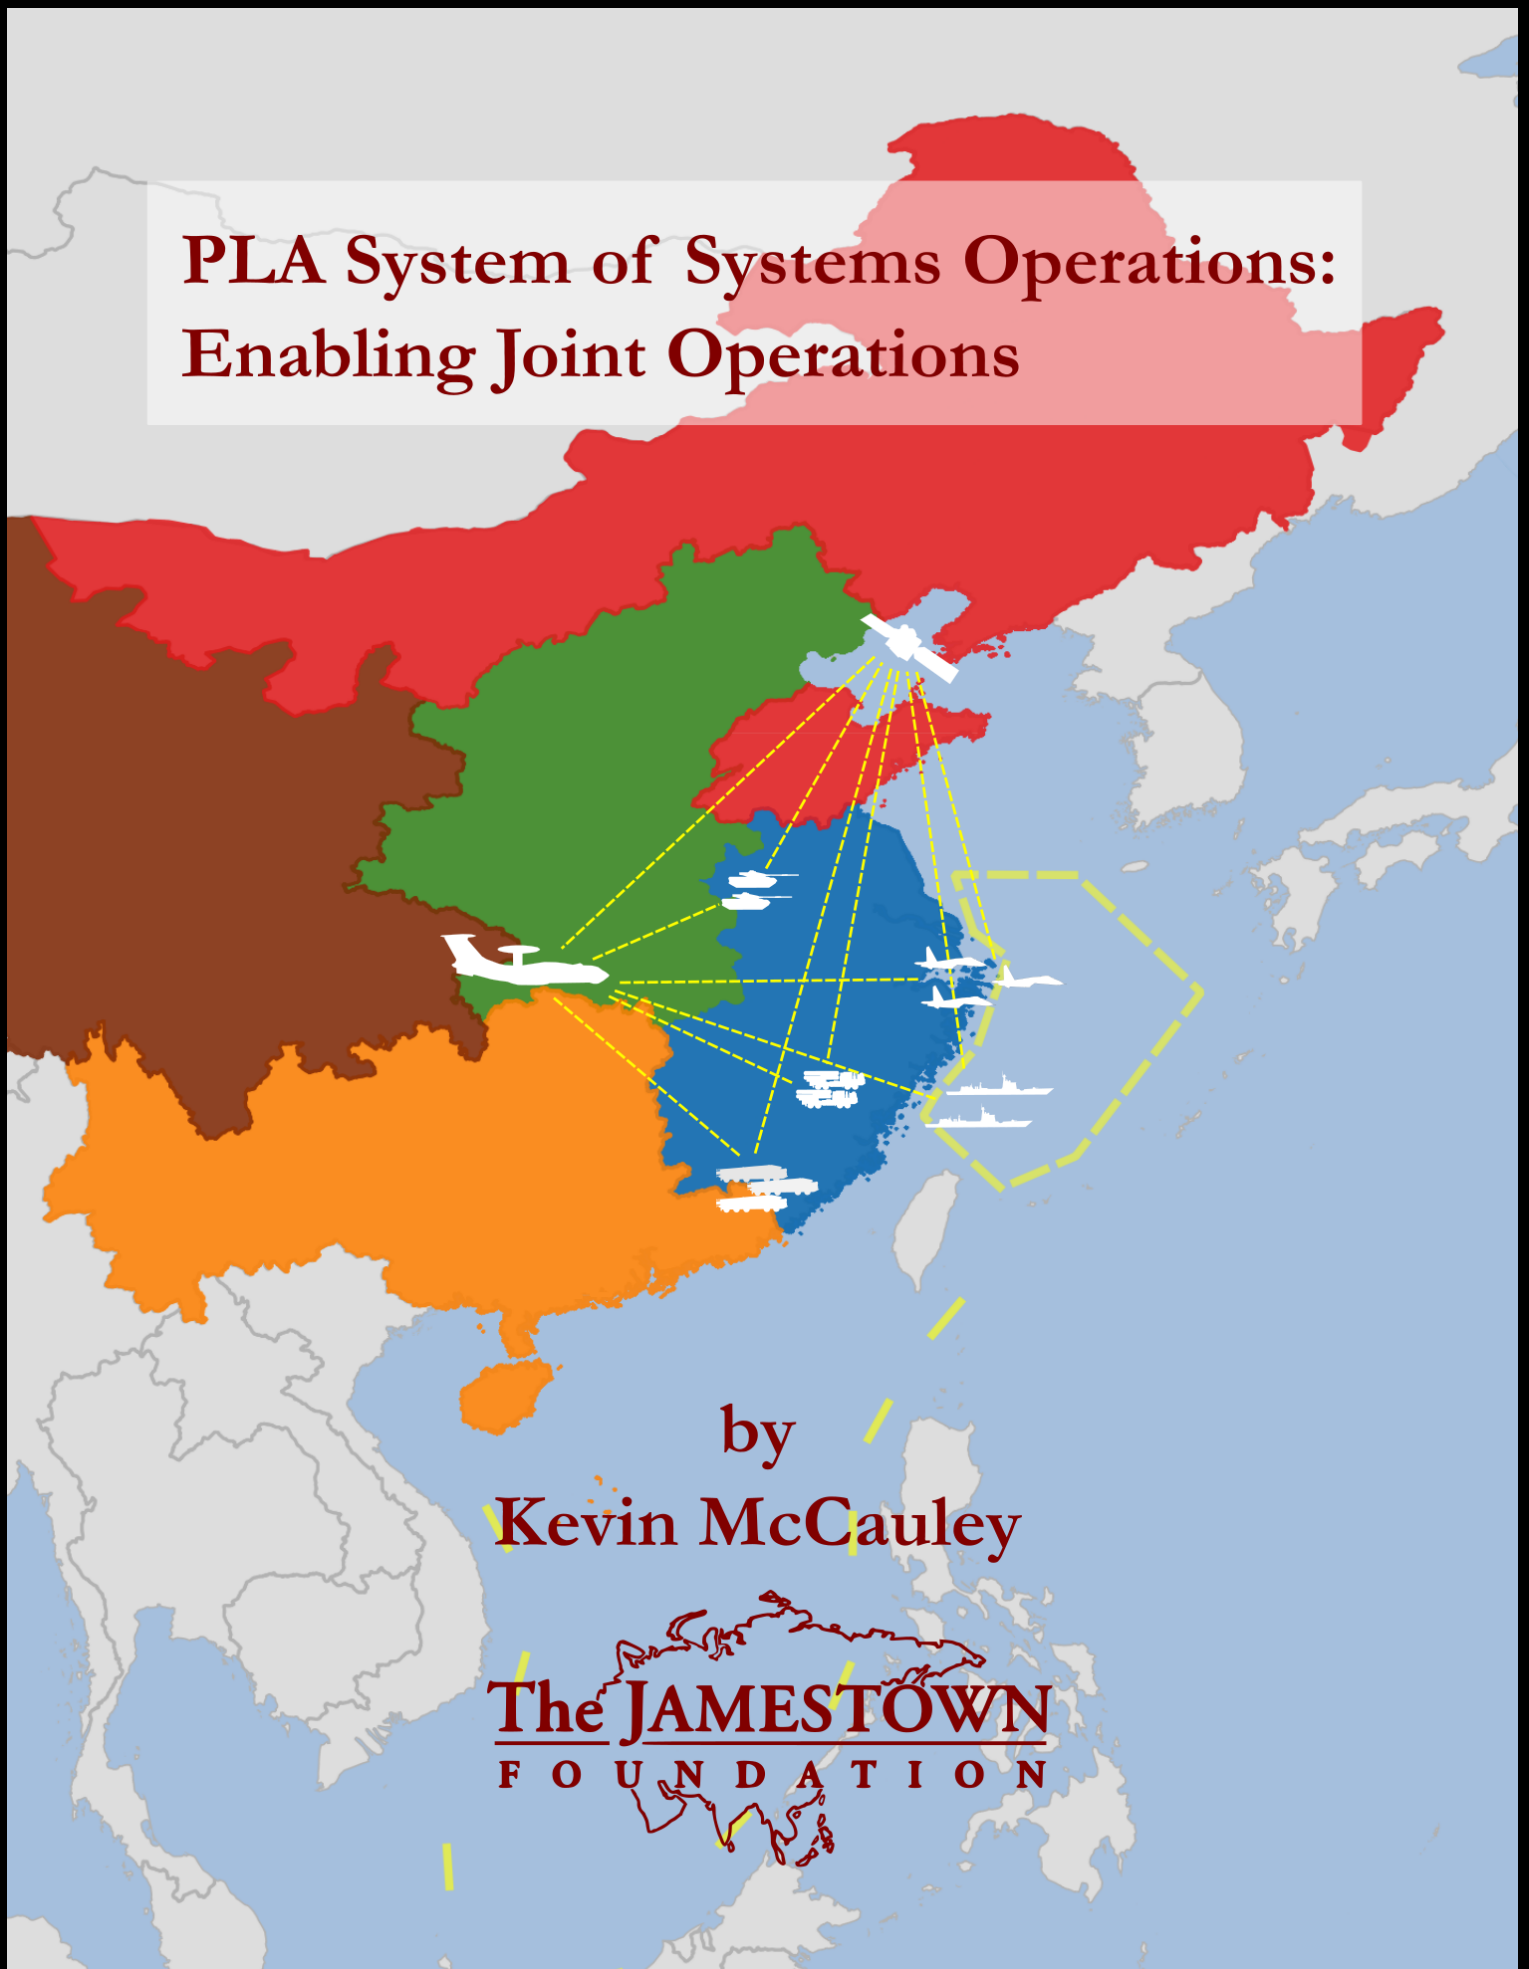 PLA System of Systems Operations:
Enabling Joint Operations
by
Kevin McCauley
The JAMESTOWN
FOUNDATION